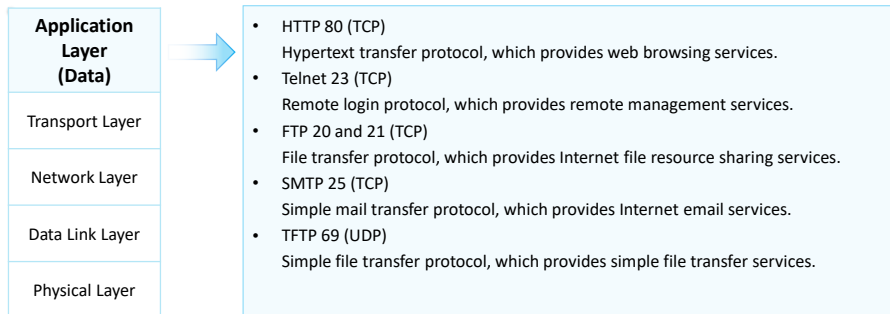 Application
Layer
(Data)
Transport Layer
Network Layer
Data Link Layer
Physical Layer
• HTTP 80 (TCP)
Hypertext transfer protocol, which provides web browsing services.
• Telnet 23 (TCP)
Remote login protocol, which provides remote management services.
• FTP 20 and 21 (TCP)
File transfer protocol, which provides Internet file resource sharing services.
• SMTP 25 (TCP)
Simple mail transfer protocol, which provides Internet email services.
• TFTP 69 (UDP)
Simple file transfer protocol, which provides simple file transfer services.